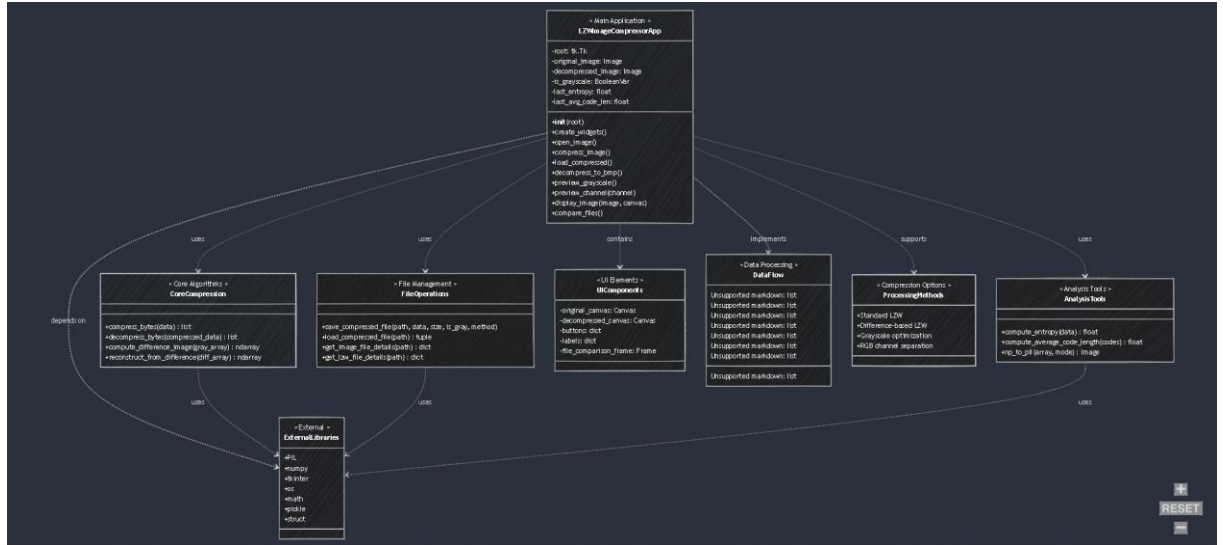 «Main Application»
LZWImageCompressorApp
-root: tk.Tk
-original_image: Image
-decompressed_image: Image
-is_grayscale: BooleanVar
-last_entropy: float
-last_avg_code_len: float
+init(root)
+create_widgets()
+open_image()
+compress_image()
+load_compressed()
+decompress_to_bmp()
+preview_grayscale()
+preview_channel(channel)
+display_image(image, canvas)
+compare_files()
uses
uses
contains
implements
supports
uses
depends on
«Core Algorithms»
CoreCompression
+compress_bytes(data) : list
+decompress_bytes(compressed_data) : list
+compute_difference_image(gray_array) : ndarray
+reconstruct_from_difference(diff_array) : ndarray
«File Management»
FileOperations
+save_compressed_file(path, data, size, is_gray, method)
+load_compressed_file(path) : tuple
+get_image_file_details(path) : dict
+get_lzw_file_details(path) : dict
«UI Elements»
UIComponents
-original_canvas: Canvas
-decompressed_canvas: Canvas
-buttons: dict
-labels: dict
-file_comparison_frame: Frame
«Data Processing»
DataFlow
Unsupported markdown: list
Unsupported markdown: list
Unsupported markdown: list
Unsupported markdown: list
Unsupported markdown: list
Unsupported markdown: list
Unsupported markdown: list
Unsupported markdown: list
Unsupported markdown: list
«Compression Options»
ProcessingMethods
+Standard LZW
+Difference-based LZW
+Grayscale optimization
+RGB channel separation
«Analysis Tools»
AnalysisTools
+compute_entropy(data) : float
+compute_average_code_length(codes) : float
+np_to_pil(array, mode) : Image
uses
uses
uses
«External»
ExternalLibraries
+PIL
+numpy
+tkinter
+os
+math
+pickle
+struct
+
RESET
−